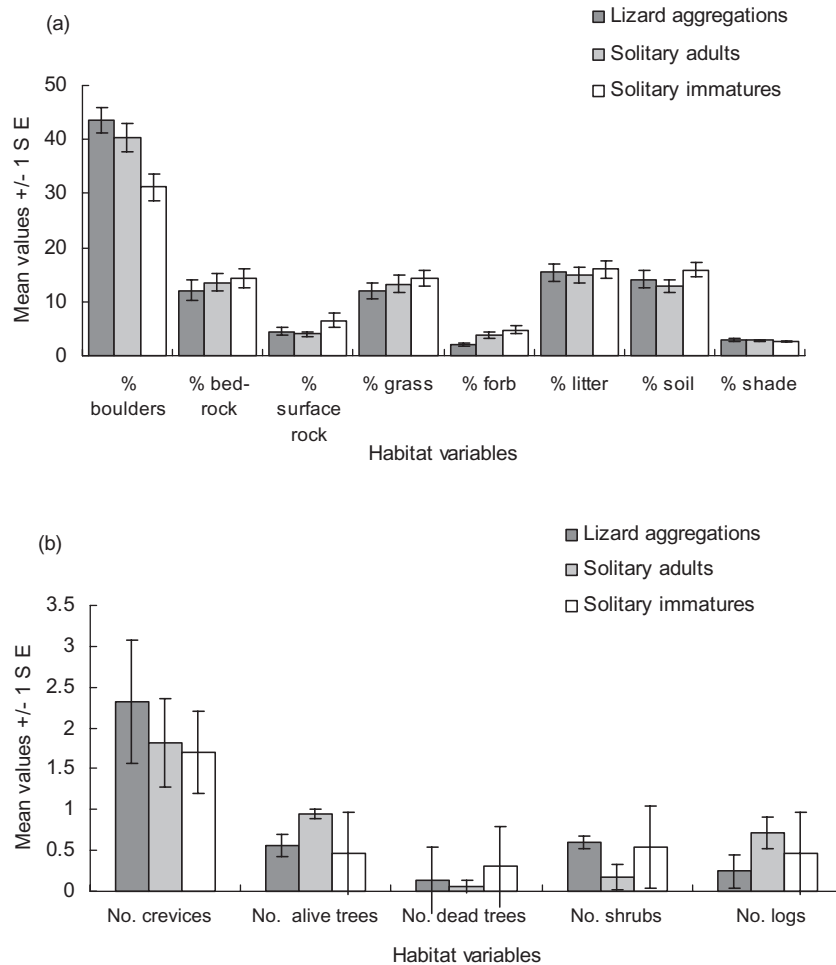 (a)
Lizard aggregations
Solitary adults
Solitary immatures
Mean values +/- 1 S E
50
40
30
20
10
0
%
boulders
% bed-
rock
%
surface
rock
% grass
% forb
% litter
% soil
% shade
Habitat variables
(b)
Lizard aggregations
Solitary adults
Solitary immatures
Mean values +/- 1 S E
3.5
3
2.5
2
1.5
1
0.5
0
No. crevices
No. alive trees
No. dead trees
No. shrubs
No. logs
Habitat variables